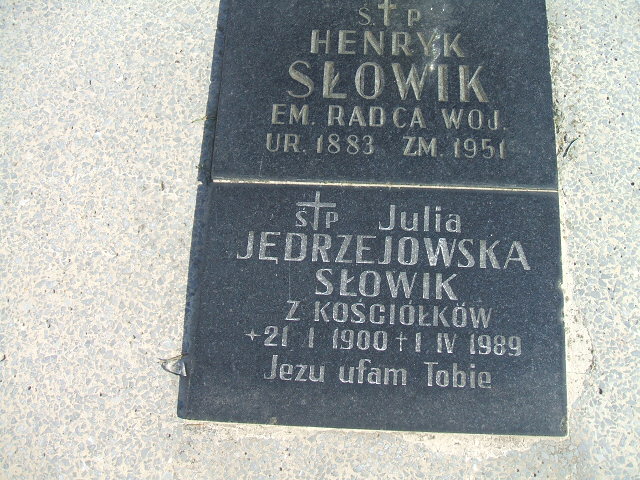 Ś † P
HENRYK
SŁOWIK
EM. RADCA WOJ.
UR. 1883 ZM. 1951
Ś†P Julia
JĘDRZEJOWSKA
SŁOWIK
Z KOŚCIÓŁKÓW
+21 I 1900 † 1 IV 1989
Jezu ufam Tobie